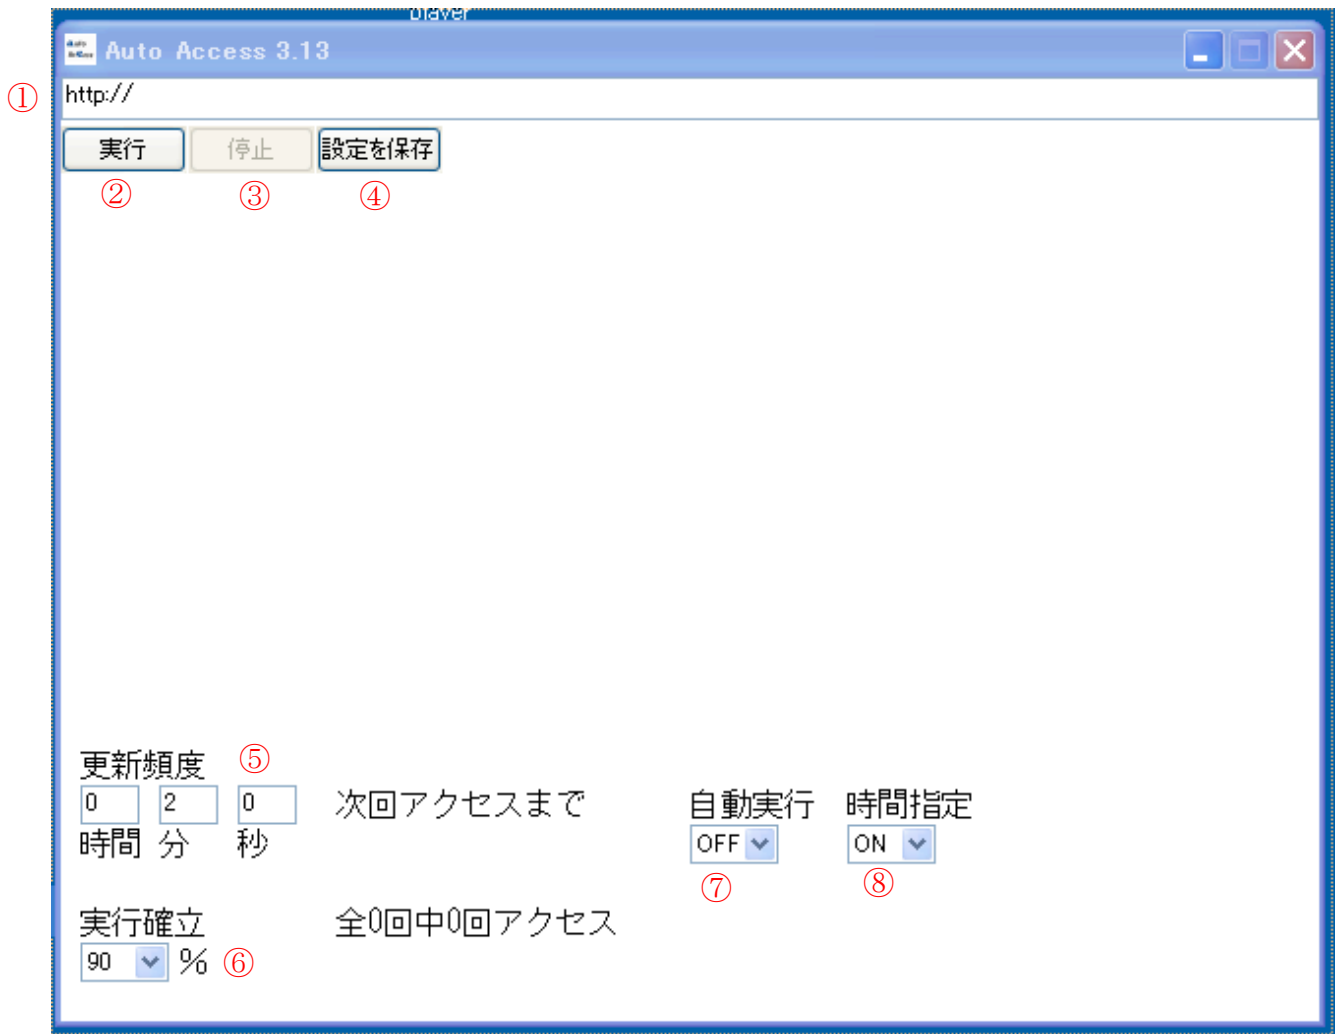 Auto Access 3.13
① http://
実行 停止 設定を保存
② ③ ④
更新頻度 ⑤
0 2 0 次回アクセスまで 自動実行 時間指定
時間 分 秒 OFF ON
⑦ ⑧
実行確立 全0回中0回アクセス
90 % ⑥